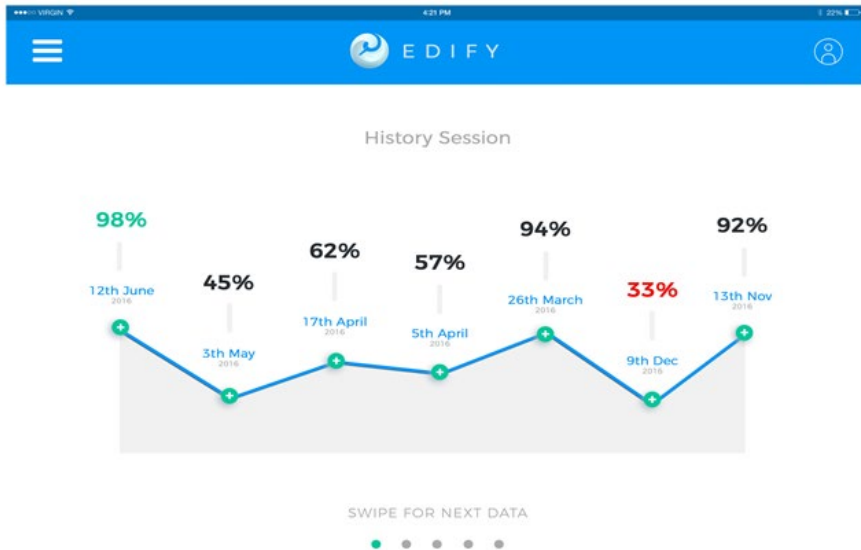 VIRGIN
4:21 PM
22%
EDIFY
History Session
98%
12th June
2016
45%
3th May
2016
62%
17th April
2016
57%
5th April
2016
94%
26th March
2016
33%
9th Dec
2016
92%
13th Nov
2016
SWIPE FOR NEXT DATA